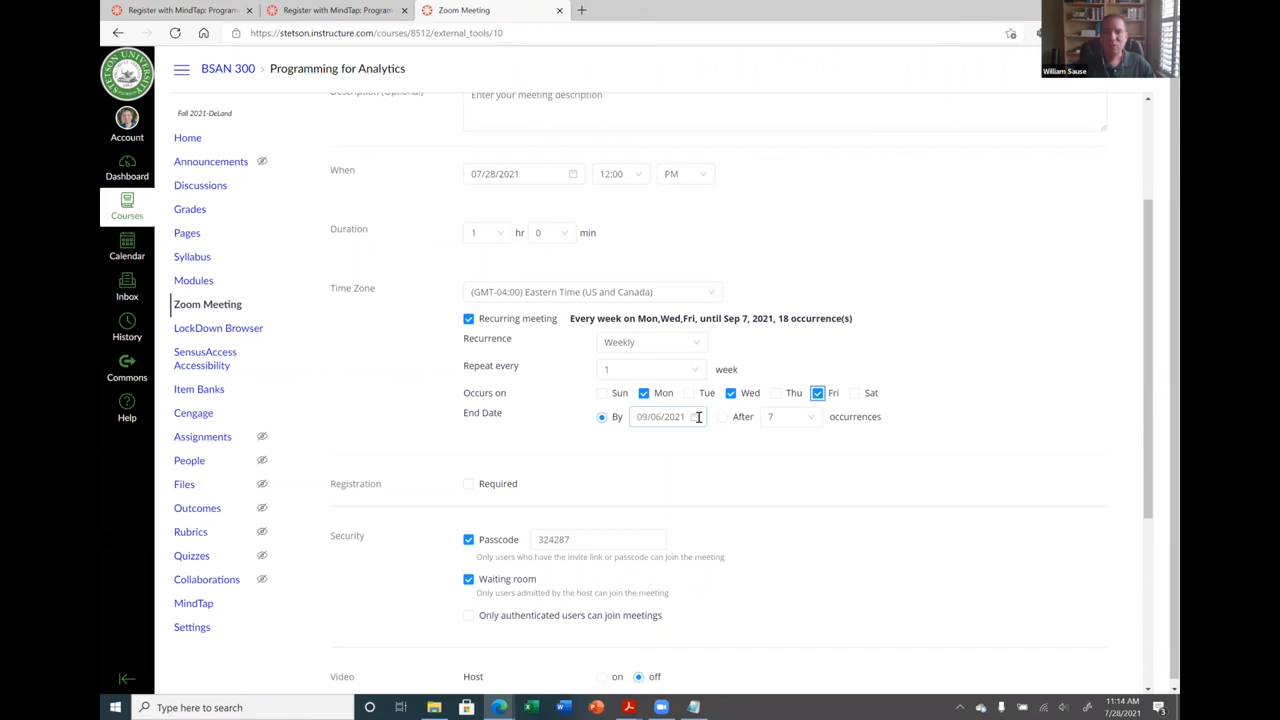 Register with MindTap: Program
Register with MindTap: Program
Zoom Meeting
https://stetson.instructure.com/courses/8512/external_tools/10
William Sause
STETSON UNIVERSITY
BSAN 300 > Programming for Analytics
Fall 2021-DeLand
Account
Dashboard
Courses
Calendar
Inbox
History
Commons
Help
Home
Announcements
Discussions
Grades
Pages
Syllabus
Modules
Zoom Meeting
LockDown Browser
SensusAccess
Accessibility
Item Banks
Cengage
Assignments
People
Files
Outcomes
Rubrics
Quizzes
Collaborations
MindTap
Settings
Description (Optional)
Enter your meeting description
When
07/28/2021 12:00 PM
Duration
1 hr 0 min
Time Zone
(GMT-04:00) Eastern Time (US and Canada)
Recurring meeting Every week on Mon,Wed,Fri, until Sep 7, 2021, 18 occurrence(s)
Recurrence Weekly
Repeat every 1 week
Occurs on Sun Mon Tue Wed Thu Fri Sat
End Date By 09/06/2021 After 7 occurrences
Registration Required
Security Passcode 324287
Only users who have the invite link or passcode can join the meeting
Waiting room
Only users admitted by the host can join the meeting
Only authenticated users can join meetings
Video Host on off
Type here to search
11:14 AM
7/28/2021
3